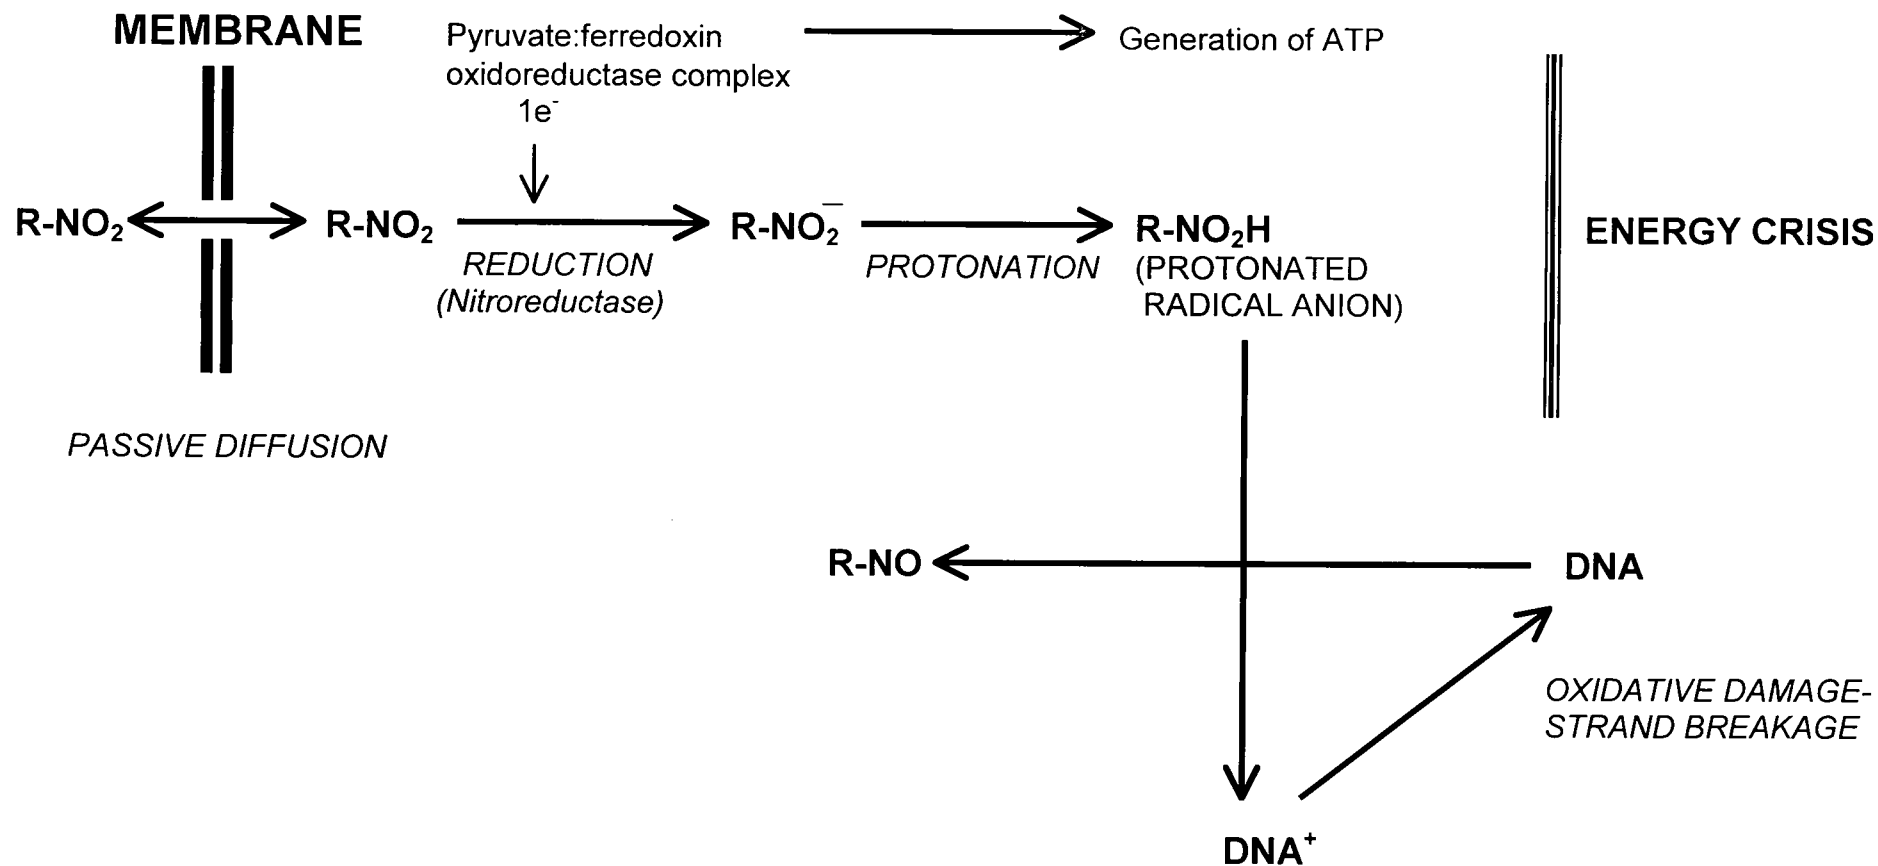 MEMBRANE
Pyruvate:ferredoxin
oxidoreductase complex
1e⁻
Generation of ATP
R-NO₂
R-NO₂
REDUCTION
(Nitroreductase)
R-NO₂⁻
PROTONATION
R-NO₂H
(PROTONATED
RADICAL ANION)
ENERGY CRISIS
PASSIVE DIFFUSION
R-NO
DNA
OXIDATIVE DAMAGE-
STRAND BREAKAGE
DNA⁺